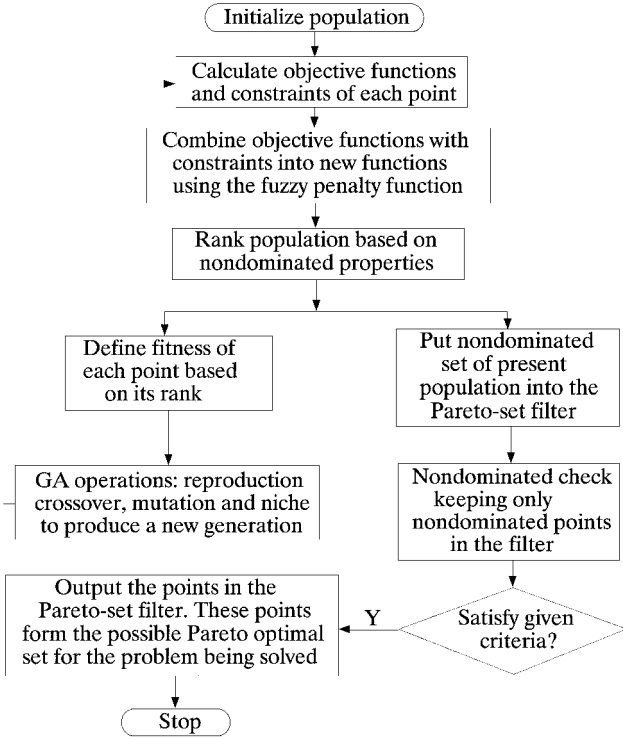 Initialize population
Calculate objective functions
and constraints of each point
Combine objective functions with
constraints into new functions
using the fuzzy penalty function
Rank population based on
nondominated properties
Define fitness of
each point based
on its rank
Put nondominated
set of present
population into the
Pareto-set filter
GA operations: reproduction
crossover, mutation and niche
to produce a new generation
Nondominated check
keeping only
nondominated points
in the filter
Output the points in the
Pareto-set filter. These points
form the possible Pareto optimal
set for the problem being solved
Y
Satisfy given
criteria?
Stop